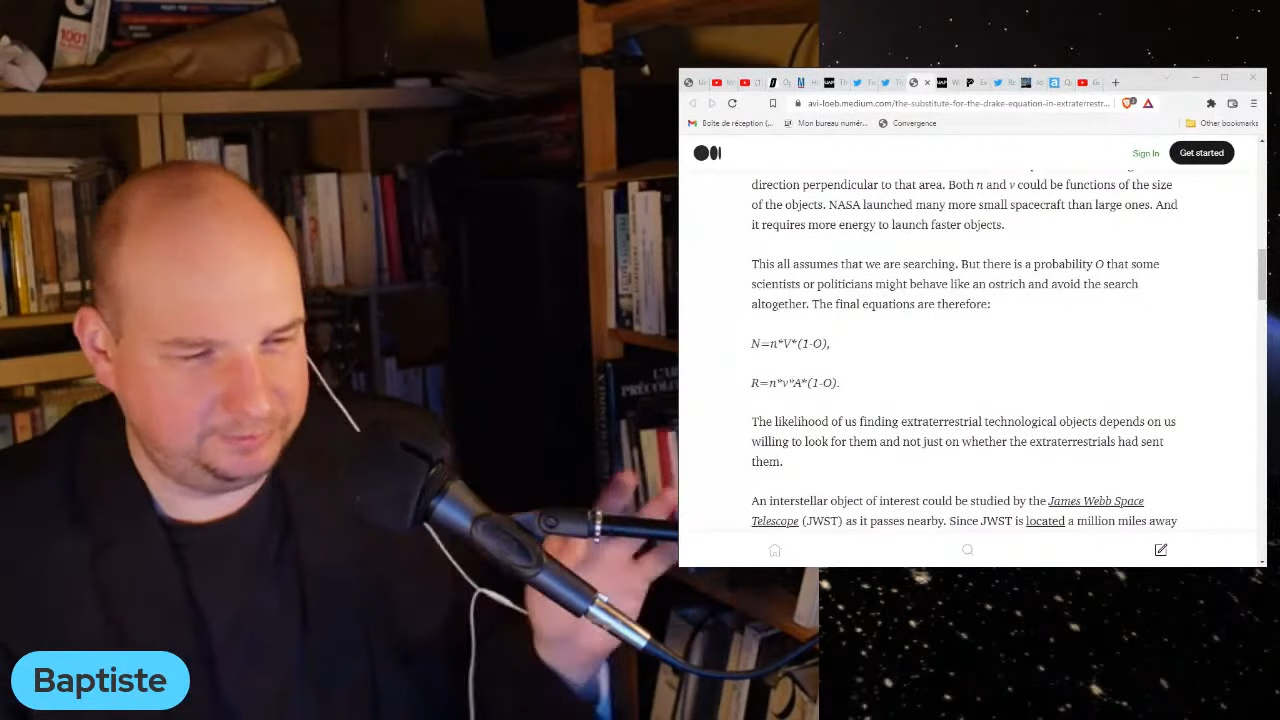 1001
avi-loeb.medium.com/the-substitute-for-the-drake-equation-in-extraterrestr...
Boîte de réception (...
Mon bureau numér...
Convergence
Other bookmarks
Sign In
Get started
direction perpendicular to that area. Both n and v could be functions of the size
of the objects. NASA launched many more small spacecraft than large ones. And
it requires more energy to launch faster objects.
This all assumes that we are searching. But there is a probability O that some
scientists or politicians might behave like an ostrich and avoid the search
altogether. The final equations are therefore:
N=n*V*(1-O),
R=n*v*A*(1-O).
The likelihood of us finding extraterrestrial technological objects depends on us
willing to look for them and not just on whether the extraterrestrials had sent
them.
An interstellar object of interest could be studied by the James Webb Space
Telescope (JWST) as it passes nearby. Since JWST is located a million miles away
Baptiste